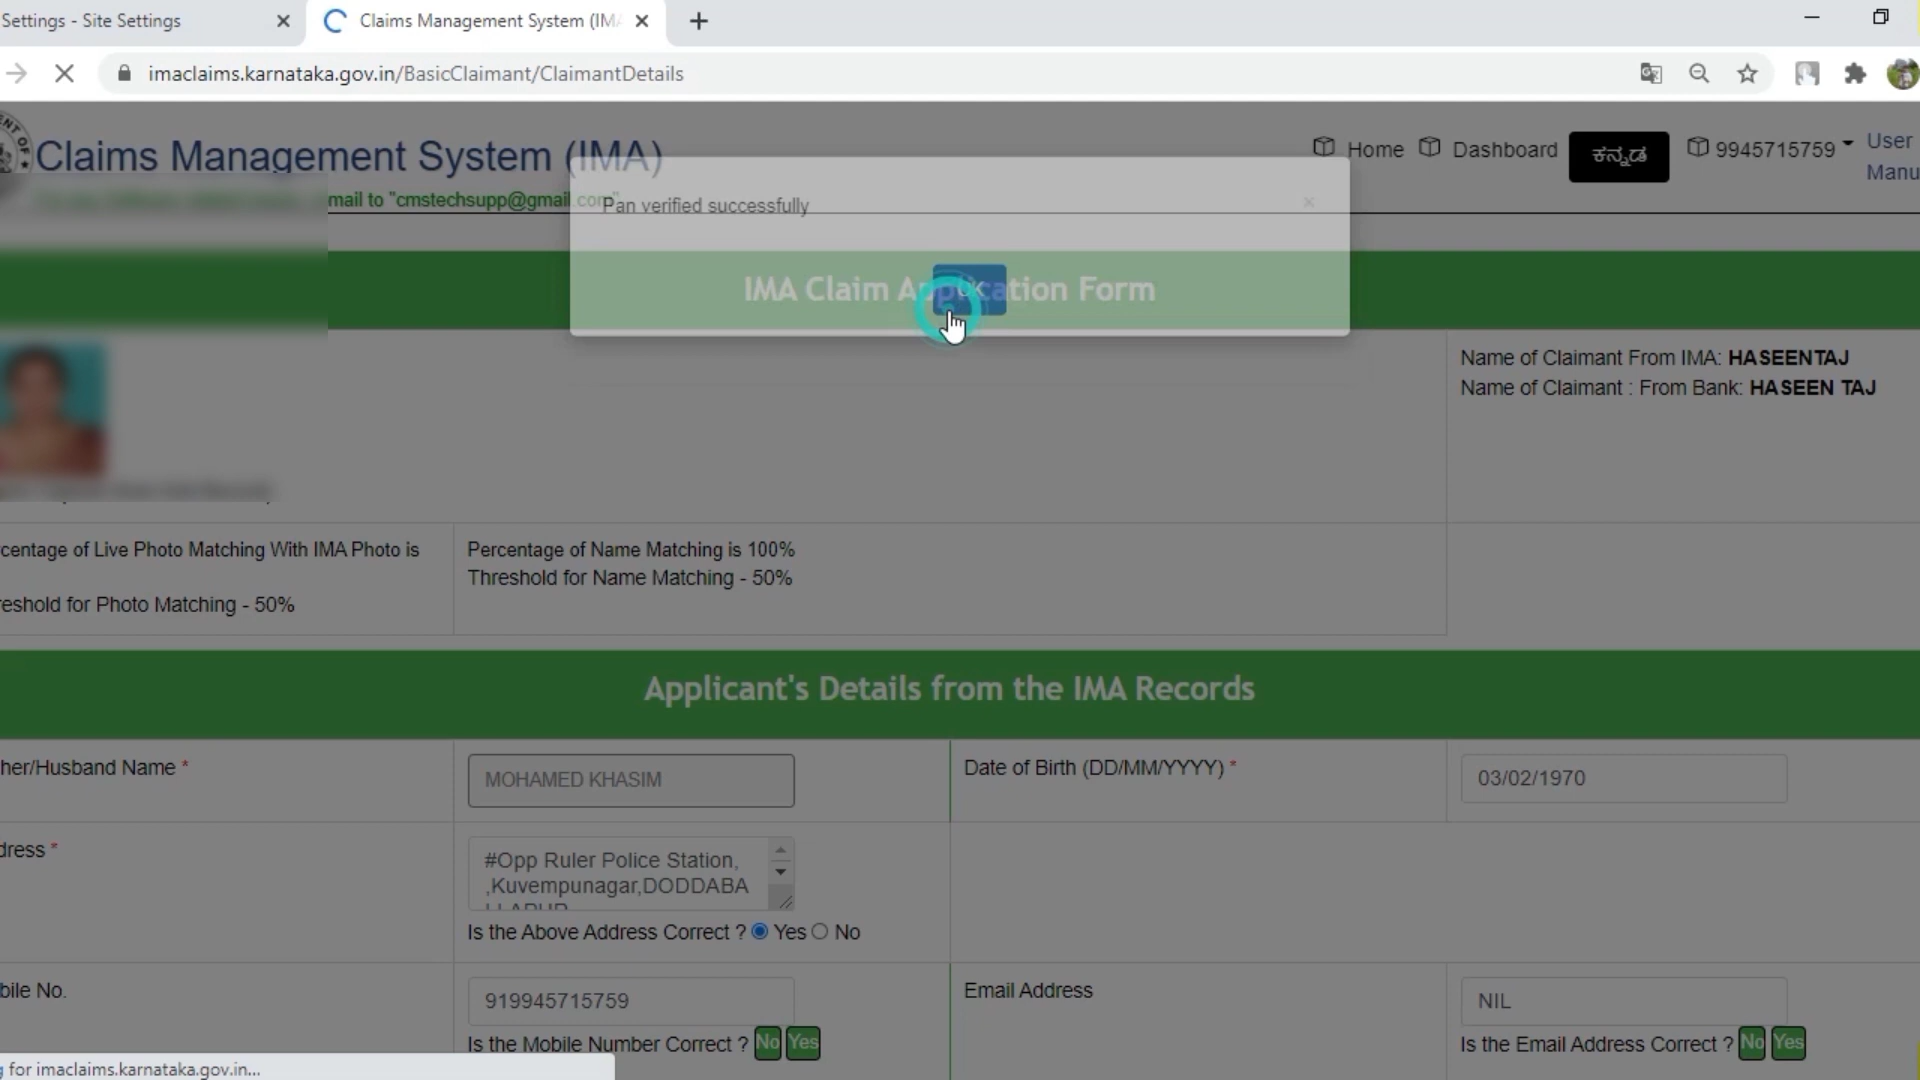 Settings - Site Settings
Claims Management System (IMA
imaclaims.karnataka.gov.in/BasicClaimant/ClaimantDetails
Claims Management System (IMA)
Home
Dashboard
ಕನ್ನಡ
9945715759
User
Manu
mail to "cmstechsupp@gmail.com"
Pan verified successfully
×
OK
IMA Claim Application Form
Name of Claimant From IMA: HASEENTAJ
Name of Claimant : From Bank: HASEEN TAJ
centage of Live Photo Matching With IMA Photo is
Percentage of Name Matching is 100%
Threshold for Name Matching - 50%
reshold for Photo Matching - 50%
Applicant's Details from the IMA Records
her/Husband Name *
MOHAMED KHASIM
Date of Birth (DD/MM/YYYY) *
03/02/1970
dress *
#Opp Ruler Police Station,
,Kuvempunagar,DODDABA
Is the Above Address Correct ? Yes No
bile No.
919945715759
Email Address
NIL
Is the Mobile Number Correct ? No Yes
Is the Email Address Correct ? No Yes
g for imaclaims.karnataka.gov.in...